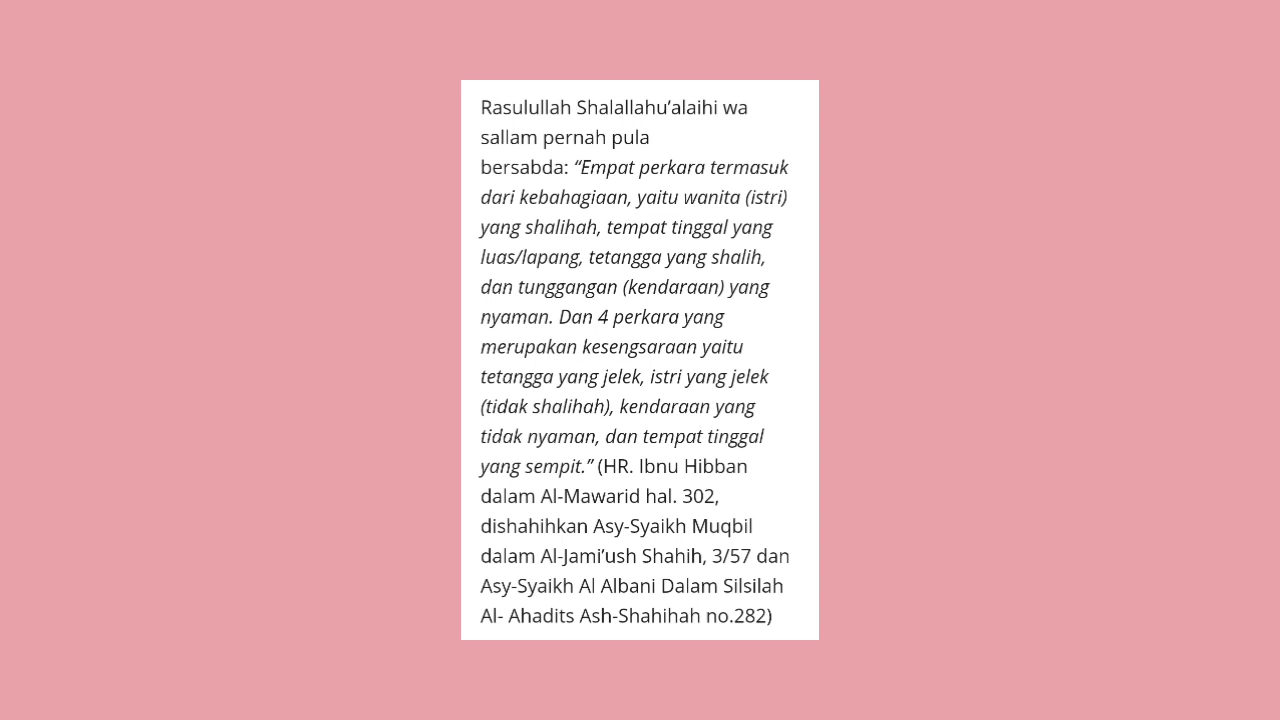 Rasulullah Shalallahu’alaihi wa
sallam pernah pula
bersabda: “Empat perkara termasuk
dari kebahagiaan, yaitu wanita (istri)
yang shalihah, tempat tinggal yang
luas/lapang, tetangga yang shalih,
dan tunggangan (kendaraan) yang
nyaman. Dan 4 perkara yang
merupakan kesengsaraan yaitu
tetangga yang jelek, istri yang jelek
(tidak shalihah), kendaraan yang
tidak nyaman, dan tempat tinggal
yang sempit.” (HR. Ibnu Hibban
dalam Al-Mawarid hal. 302,
dishahihkan Asy-Syaikh Muqbil
dalam Al-Jami’ush Shahih, 3/57 dan
Asy-Syaikh Al Albani Dalam Silsilah
Al- Ahadits Ash-Shahihah no.282)